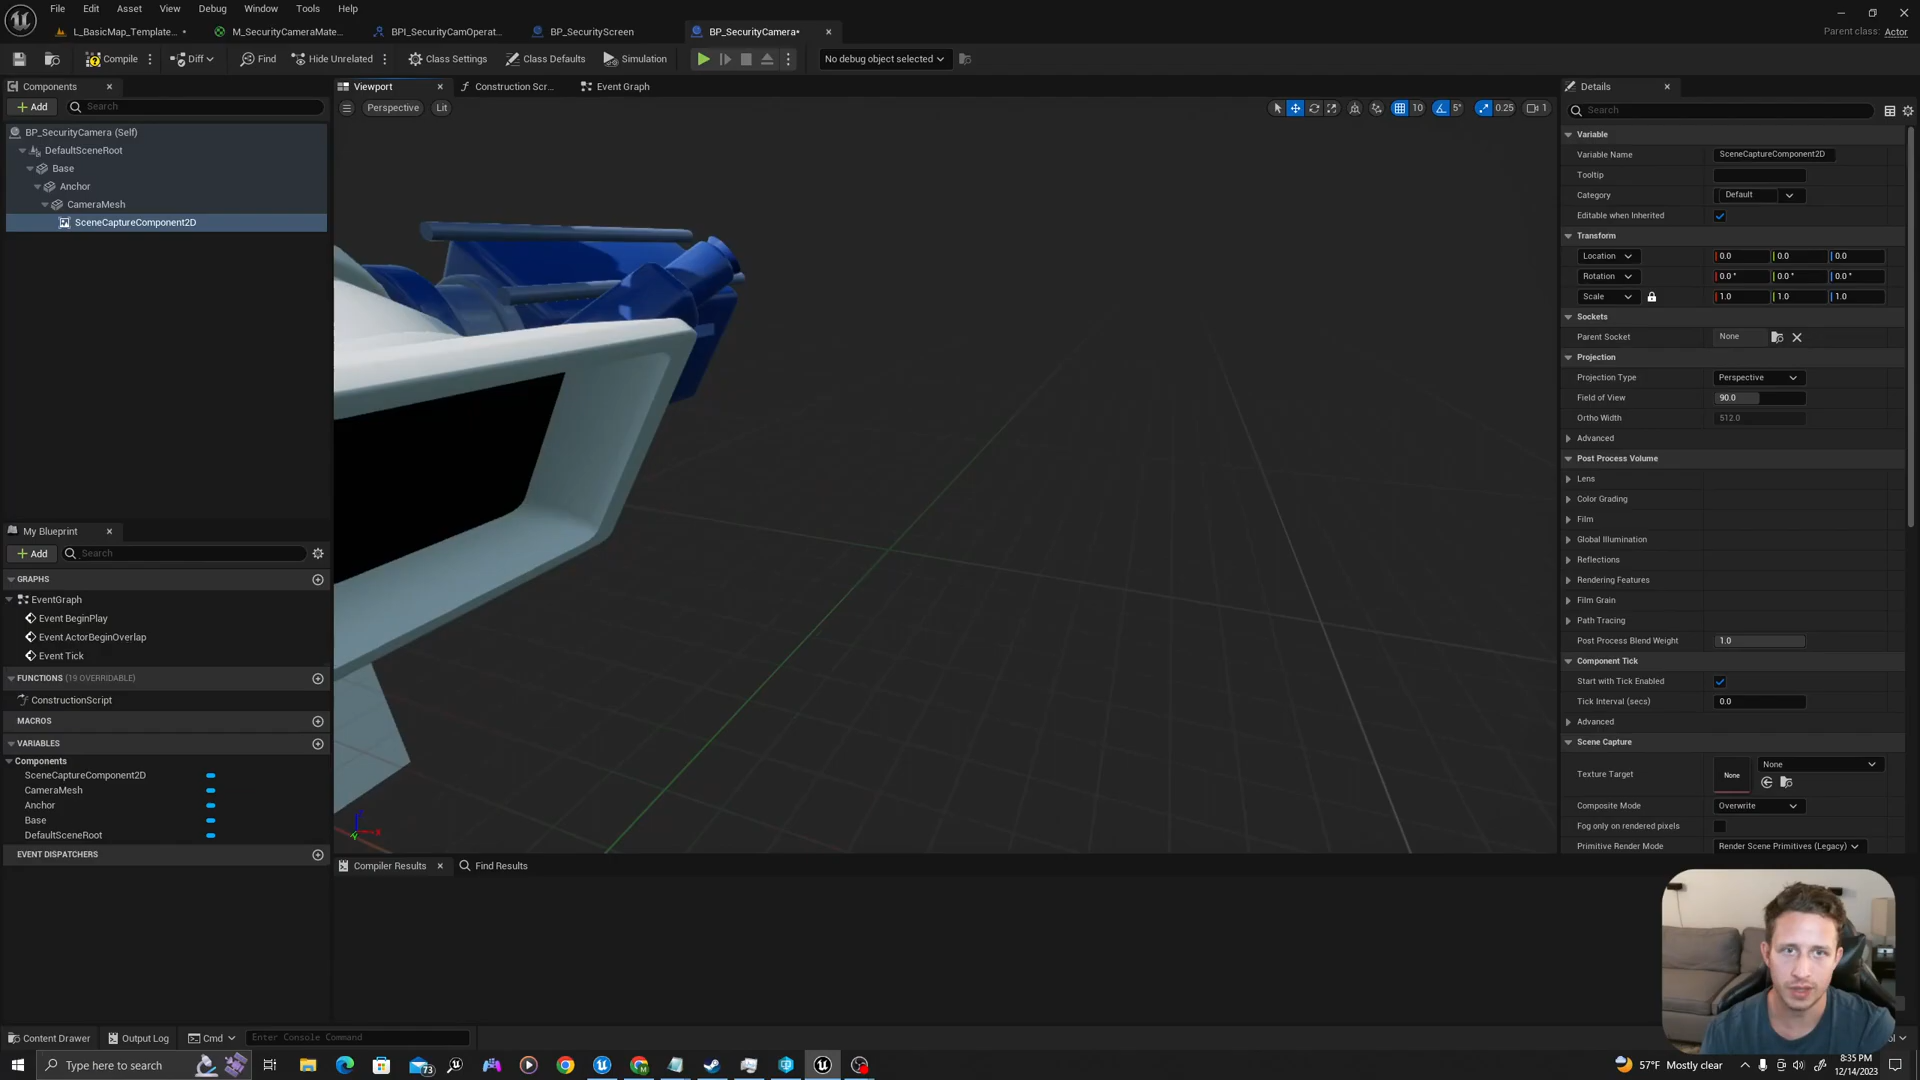 File Edit Asset View Debug Window Tools Help
L_BasicMap_Template... • M_SecurityCameraMate... BPI_SecurityCamOperat... BP_SecurityScreen BP_SecurityCamera*
Parent class: Actor
Compile Diff Find Hide Unrelated Class Settings Class Defaults Simulation No debug object selected
Components
Viewport Construction Scr... Event Graph
Details
Add Search
Perspective Lit
10 5° 0.25 1
Search
BP_SecurityCamera (Self)
DefaultSceneRoot
Base
Anchor
CameraMesh
SceneCaptureComponent2D
My Blueprint
Add Search
GRAPHS
EventGraph
Event BeginPlay
Event ActorBeginOverlap
Event Tick
FUNCTIONS (19 OVERRIDABLE)
ConstructionScript
MACROS
VARIABLES
Components
SceneCaptureComponent2D
CameraMesh
Anchor
Base
DefaultSceneRoot
EVENT DISPATCHERS
Variable
Variable Name SceneCaptureComponent2D
Tooltip
Category Default
Editable when Inherited
Transform
Location 0.0 0.0 0.0
Rotation 0.0° 0.0° 0.0°
Scale 1.0 1.0 1.0
Sockets
Parent Socket None
Projection
Projection Type Perspective
Field of View 90.0
Ortho Width 512.0
Advanced
Post Process Volume
Lens
Color Grading
Film
Global Illumination
Reflections
Rendering Features
Film Grain
Path Tracing
Post Process Blend Weight 1.0
Component Tick
Start with Tick Enabled
Tick Interval (secs) 0.0
Advanced
Scene Capture
Texture Target None None
Composite Mode Overwrite
Fog only on rendered pixels
Primitive Render Mode Render Scene Primitives (Legacy)
Compiler Results Find Results
Content Drawer Output Log Cmd Enter Console Command
Type here to search
73
57°F Mostly clear
8:35 PM
12/14/2023